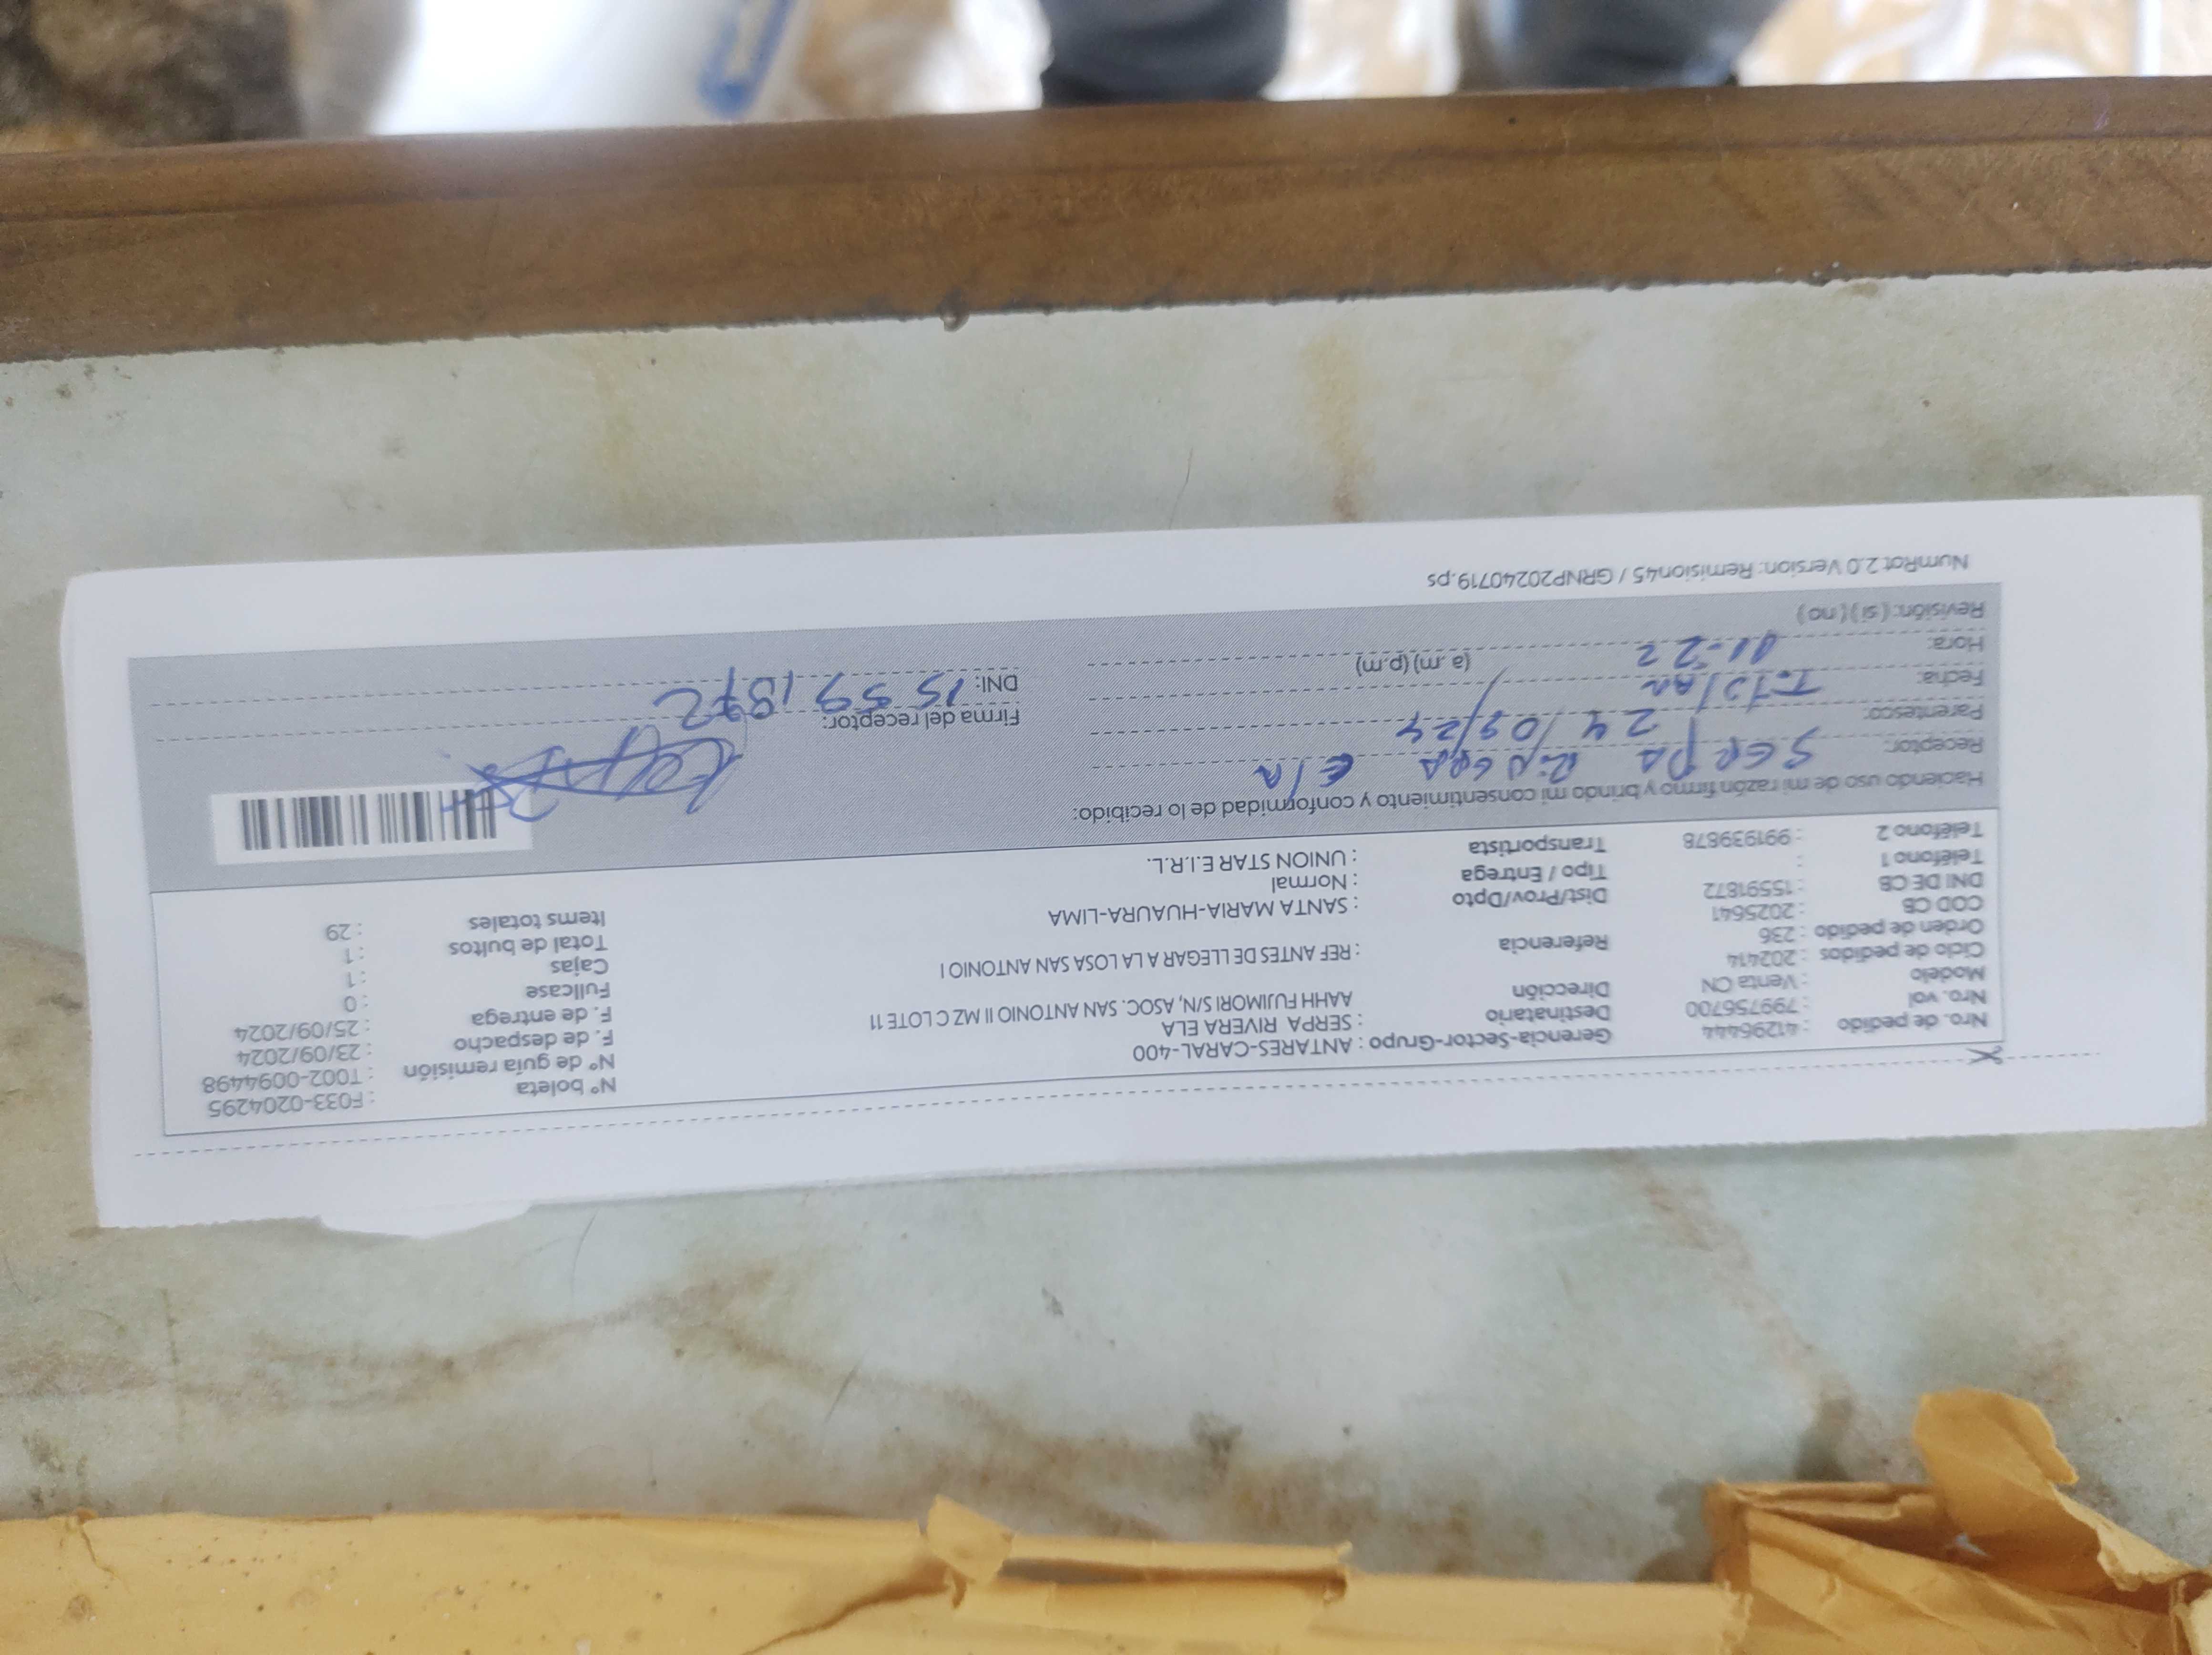 Nro. de pedido : 41296444 Gerencia-Sector-Grupo : ANTARES-CARAL-400 N° boleta : F033-0204295
Nro. vol : 799756700 Destinatario : SERPA RIVERA ELA N° de guía remisión : T002-0094498
Modelo : Venta CN Dirección AAHH FUJIMORI S/N, ASOC. SAN ANTONIO II MZ C LOTE 11 F. de despacho : 23/09/2024
Ciclo de pedidos : 202414 F. de entrega : 25/09/2024
Orden de pedido : 236 Referencia : REF ANTES DE LLEGAR A LA LOSA SAN ANTONIO I Fullcase : 0
COD CB : 2025641 Dist/Prov/Dpto : SANTA MARIA-HUAURA-LIMA Cajas : 1
DNI DE CB : 15591872 Tipo / Entrega : Normal Total de bultos : 1
Teléfono 1 : Transportista : UNION STAR E.I.R.L. Items totales : 29
Teléfono 2 : 991939878
Haciendo uso de mi razón firmo y brindo mi consentimiento y conformidad de lo recibido:
Receptor: SERPA RIVERA Ela
Parentesco: 24/09/24 Firma del receptor:
Fecha: DNI: 15591872
Hora: 11:22 (a.m) (p.m)
Revisión: ( si ) ( no )
NumRot 2.0 Version: Remision45 / GRNP20240719.ps